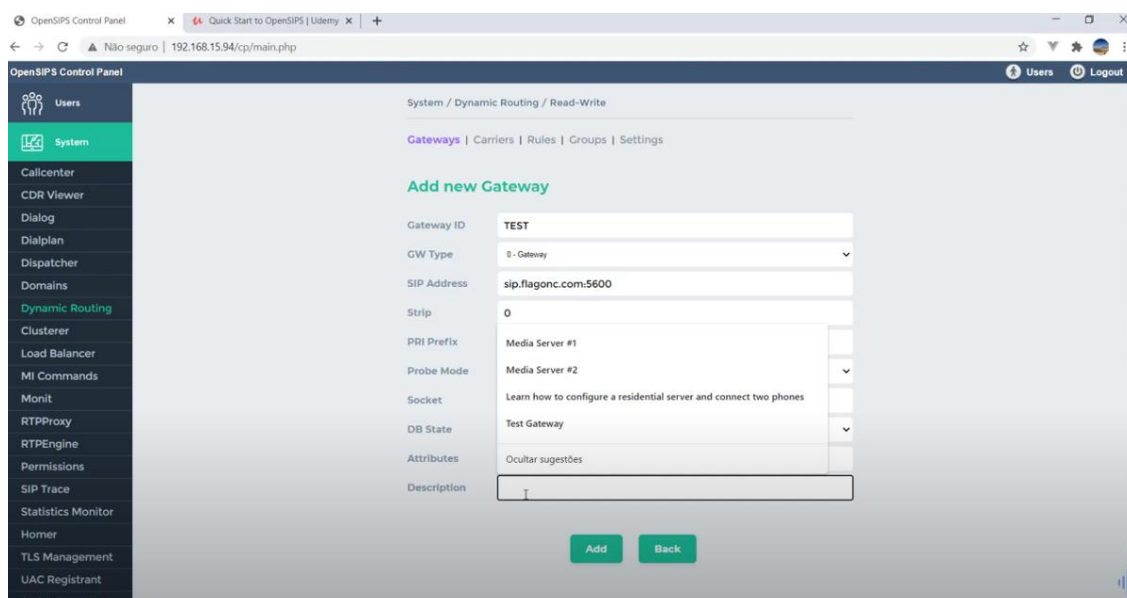 OpenSIPS Control Panel
Quick Start to OpenSIPS | Udemy
Não seguro | 192.168.15.94/cp/main.php
OpenSIPS Control Panel
Users
Logout
Users
System
Callcenter
CDR Viewer
Dialog
Dialplan
Dispatcher
Domains
Dynamic Routing
Clusterer
Load Balancer
MI Commands
Monit
RTPProxy
RTPEngine
Permissions
SIP Trace
Statistics Monitor
Homer
TLS Management
UAC Registrant
System / Dynamic Routing / Read-Write
Gateways | Carriers | Rules | Groups | Settings
Add new Gateway
Gateway ID TEST
GW Type 0 - Gateway
SIP Address sip.flagonc.com:5600
Strip 0
PRI Prefix
Probe Mode
Socket
DB State
Attributes
Media Server #1
Media Server #2
Learn how to configure a residential server and connect two phones
Test Gateway
Ocultar sugestões
Description
Add Back